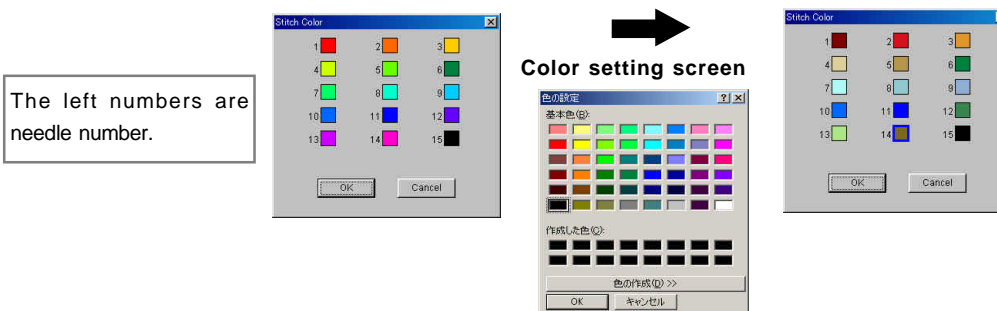 The left numbers are
needle number.
Stitch Color
1 2 3
4 5 6
7 8 9
10 11 12
13 14 15
OK Cancel
Color setting screen
色の設定
基本色(B):
作成した色(C):
色の作成(D) >>
OK キャンセル
Stitch Color
1 2 3
4 5 6
7 8 9
10 11 12
13 14 15
OK Cancel